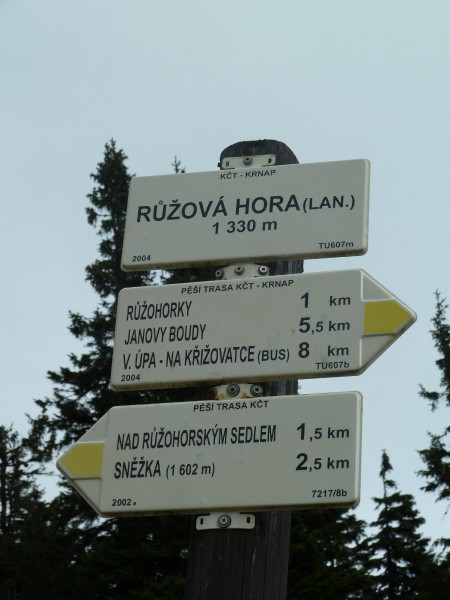 KČT - KRNAP
RŮŽOVÁ HORA (LAN.)
1 330 m
2004 TU607m
PĚŠÍ TRASA KČT - KRNAP
RŮŽOHORKY 1 km
JANOVY BOUDY 5,5 km
V. ÚPA - NA KŘIŽOVATCE (BUS) 8 km
2004 TU607b
PĚŠÍ TRASA KČT
NAD RŮŽOHORSKÝM SEDLEM 1,5 km
SNĚŽKA (1 602 m) 2,5 km
2002a 7217/8b